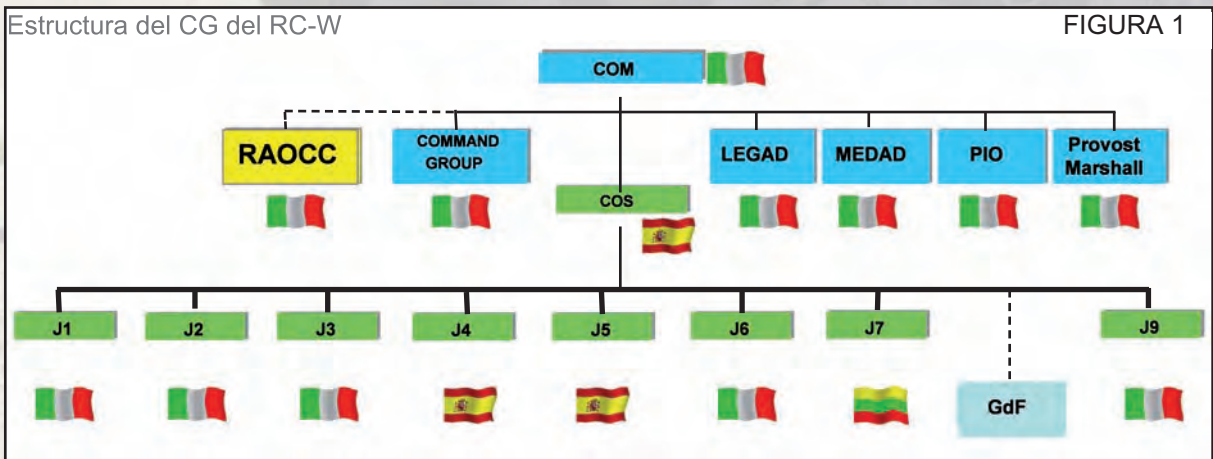 Estructura del CG del RC-W
FIGURA 1
COM
RAOCC
COMMAND
GROUP
LEGAD
MEDAD
PIO
Provost
Marshall
COS
J1
J2
J3
J4
J5
J6
J7
J9
GdF